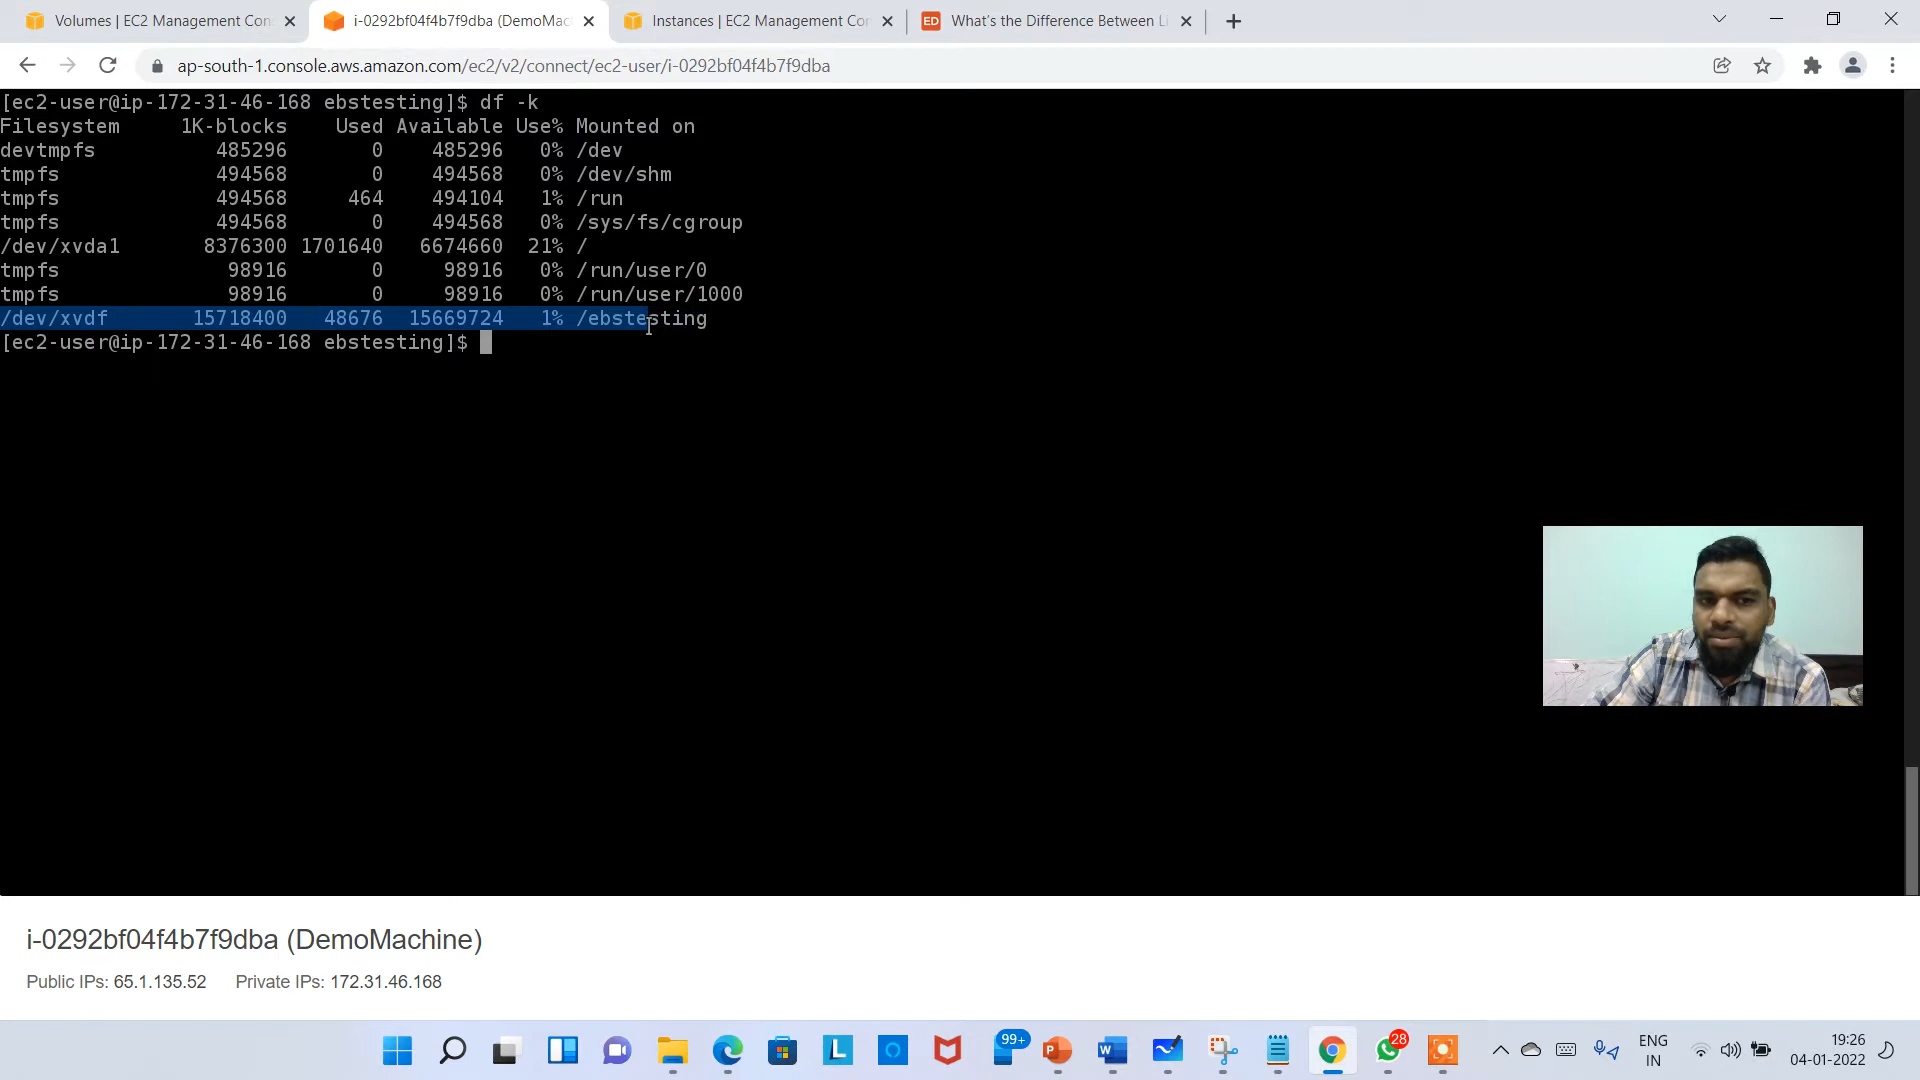 Volumes | EC2 Management Con
i-0292bf04f4b7f9dba (DemoMac
Instances | EC2 Management Co
ED What's the Difference Between Li
ap-south-1.console.aws.amazon.com/ec2/v2/connect/ec2-user/i-0292bf04f4b7f9dba
[ec2-user@ip-172-31-46-168 ebstesting]$ df -k
Filesystem 1K-blocks Used Available Use% Mounted on
devtmpfs 485296 0 485296 0% /dev
tmpfs 494568 0 494568 0% /dev/shm
tmpfs 494568 464 494104 1% /run
tmpfs 494568 0 494568 0% /sys/fs/cgroup
/dev/xvda1 8376300 1701640 6674660 21% /
tmpfs 98916 0 98916 0% /run/user/0
tmpfs 98916 0 98916 0% /run/user/1000
/dev/xvdf 15718400 48676 15669724 1% /ebstesting
[ec2-user@ip-172-31-46-168 ebstesting]$
i-0292bf04f4b7f9dba (DemoMachine)
Public IPs: 65.1.135.52 Private IPs: 172.31.46.168
L
99+
P
W
28
ENG
IN
19:26
04-01-2022